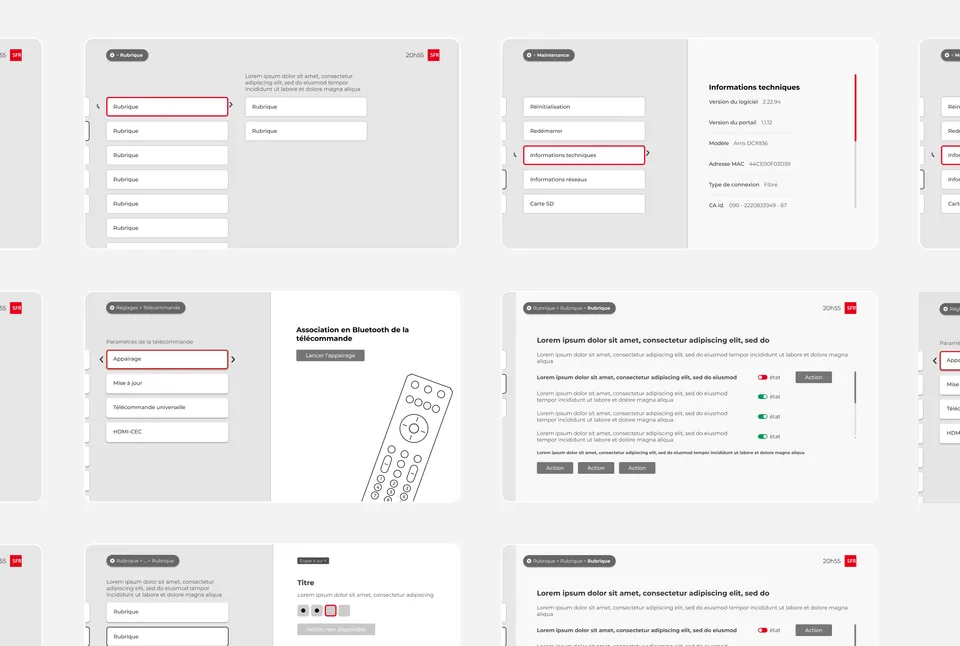 55 SFR
Rubrique
20h55 SFR
Lorem ipsum dolor sit amet, consectetur
adipiscing elit, sed do eiusmod tempor
incididunt ut labore et dolore magna aliqua
Rubrique
Rubrique
Rubrique
Rubrique
Rubrique
Rubrique
Rubrique
Rubrique
- Maintenance
Réinitialisation
Redémarrer
Informations techniques
Informations réseaux
Carte SD
Informations techniques
Version du logiciel 2.22.94
Version du portail 1.1.12
Modèle Arris DCX936
Adresse MAC 44CE00F03D39
Type de connexion Fibre
CA id. 090 - 2220833949 - 67
55 SFR
Réglages > Télécommande
Paramètres de la télécommande
Appairage
Mise à jour
Télécommande universelle
HDMI-CEC
Association en Bluetooth de la
télécommande
Lancer l'appairage
Rubrique > Rubrique > Rubrique
20h55 SFR
Lorem ipsum dolor sit amet, consectetur adipiscing elit, sed do
Lorem ipsum dolor sit amet, consectetur adipiscing elit, sed do eiusmod tempor incididunt ut labore et dolore magna
aliqua
Lorem ipsum dolor sit amet, consectetur adipiscing elit, sed do eiusmod état Action
Lorem ipsum dolor sit amet, consectetur adipiscing elit, sed do eiusmod
tempor incididunt ut labore et dolore magna aliqua état
Lorem ipsum dolor sit amet, consectetur adipiscing elit, sed do eiusmod
tempor incididunt ut labore et dolore magna aliqua état
Lorem ipsum dolor sit amet, consectetur adipiscing elit, sed do eiusmod
tempor incididunt ut labore et dolore magna aliqua état
Lorem ipsum dolor sit amet, consectetur adipiscing elit, sed do eiusmod tempor incididunt ut labore et dolore magna aliqua
Action Action Action
55 SFR
Rubrique > ... > Rubrique
Lorem ipsum dolor sit amet, consectetur
adipiscing elit, sed do eiusmod tempor
incididunt ut labore et dolore magna aliqua
Rubrique
Rubrique
Titre
Lorem ipsum dolor sit amet, consectetur adipiscing
Action non disponible
Rubrique > Rubrique > Rubrique
20h55 SFR
Lorem ipsum dolor sit amet, consectetur adipiscing elit, sed do
Lorem ipsum dolor sit amet, consectetur adipiscing elit, sed do eiusmod tempor incididunt ut labore et dolore magna
aliqua
Lorem ipsum dolor sit amet, consectetur adipiscing elit, sed do eiusmod état Action